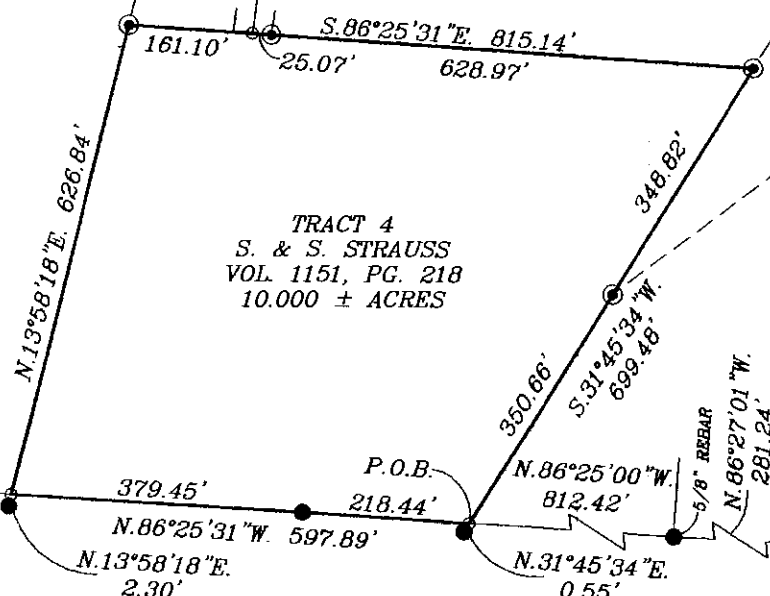 S.86°25'31"E. 815.14'
161.10'
25.07'
628.97'
N.13°58'18"E. 626.84'
348.82'
TRACT 4
S. & S. STRAUSS
VOL. 1151, PG. 218
10.000 ± ACRES
S.31°45'34"W.
699.48'
350.66'
P.O.B.
N.86°25'00"W.
812.42'
5/8" REBAR
N.86°27'01"W.
281.24'
379.45'
218.44'
N.86°25'31"W. 597.89'
N.13°58'18"E.
2.30'
N.31°45'34"E.
0.55'